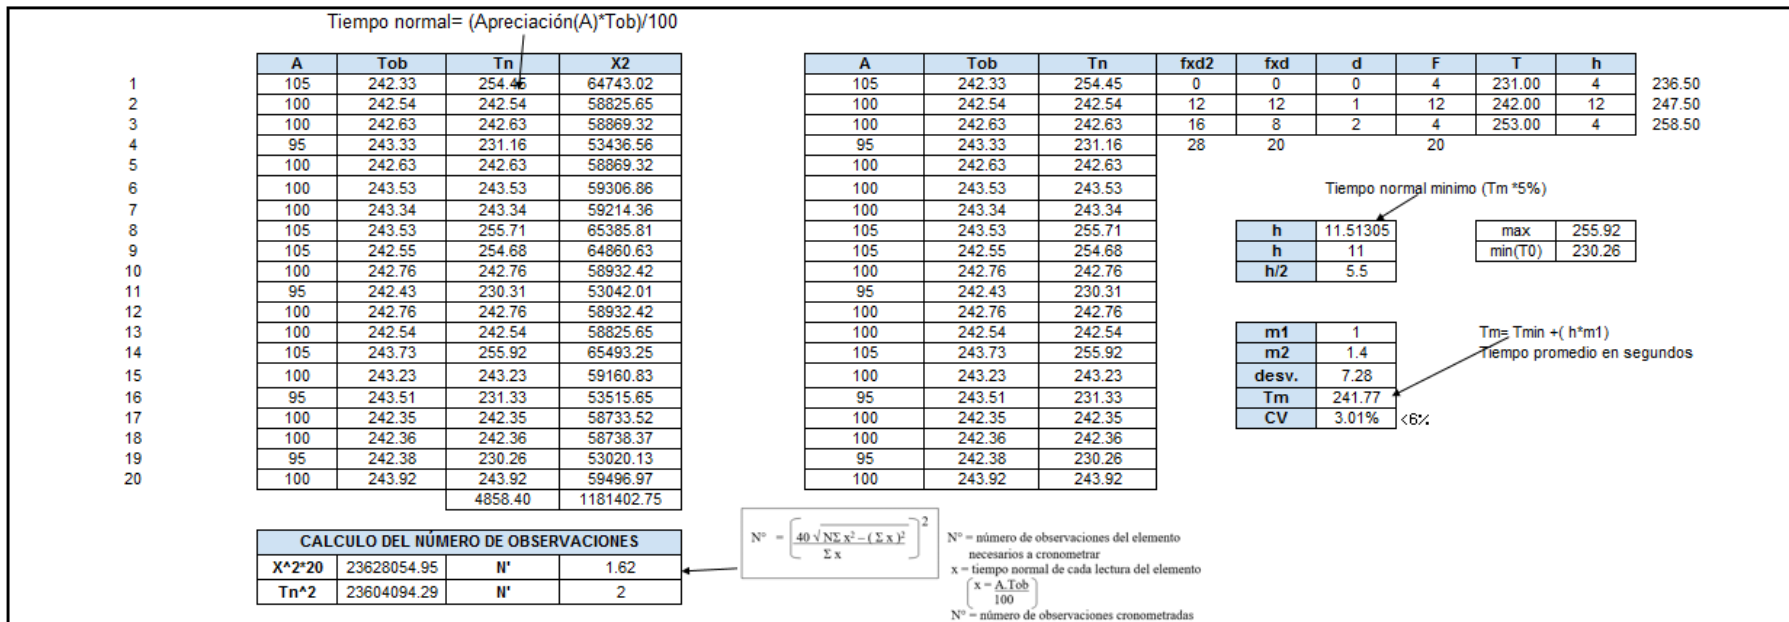 Tiempo normal= (Apreciación(A)*Tob)/100
A Tob Tn X2 A Tob Tn fxd2 fxd d F T h
1 105 242.33 254.45 64743.02 105 242.33 254.45 0 0 0 4 231.00 4 236.50
2 100 242.54 242.54 58825.65 100 242.54 242.54 12 12 1 12 242.00 12 247.50
3 100 242.63 242.63 58869.32 100 242.63 242.63 16 8 2 4 253.00 4 258.50
4 95 243.33 231.16 53436.56 95 243.33 231.16 28 20 20
5 100 242.63 242.63 58869.32 100 242.63 242.63
6 100 243.53 243.53 59306.86 100 243.53 243.53 Tiempo normal minimo (Tm *5%)
7 100 243.34 243.34 59214.36 100 243.34 243.34
8 105 243.53 255.71 65385.81 105 243.53 255.71 h 11.51305 max 255.92
9 105 242.55 254.68 64860.63 105 242.55 254.68 h 11 min(T0) 230.26
10 100 242.76 242.76 58932.42 100 242.76 242.76 h/2 5.5
11 95 242.43 230.31 53042.01 95 242.43 230.31
12 100 242.76 242.76 58932.42 100 242.76 242.76
13 100 242.54 242.54 58825.65 100 242.54 242.54 m1 1 Tm= Tmin +( h*m1)
14 105 243.73 255.92 65493.25 105 243.73 255.92 m2 1.4 Tiempo promedio en segundos
15 100 243.23 243.23 59160.83 100 243.23 243.23 desv. 7.28
16 95 243.51 231.33 53515.65 95 243.51 231.33 Tm 241.77
17 100 242.35 242.35 58733.52 100 242.35 242.35 CV 3.01% <6%
18 100 242.36 242.36 58738.37 100 242.36 242.36
19 95 242.38 230.26 53020.13 95 242.38 230.26
20 100 243.92 243.92 59496.97 100 243.92 243.92
4858.40 1181402.75
CALCULO DEL NÚMERO DE OBSERVACIONES
X^2*20 23628054.95 N' 1.62
Tn^2 23604094.29 N' 2
N° = (40 √NΣ x² – ( Σ x )² / Σ x)²
N° = número de observaciones del elemento
necesarios a cronometrar
x = tiempo normal de cada lectura del elemento
(x = A.Tob / 100)
N° = número de observaciones cronometradas